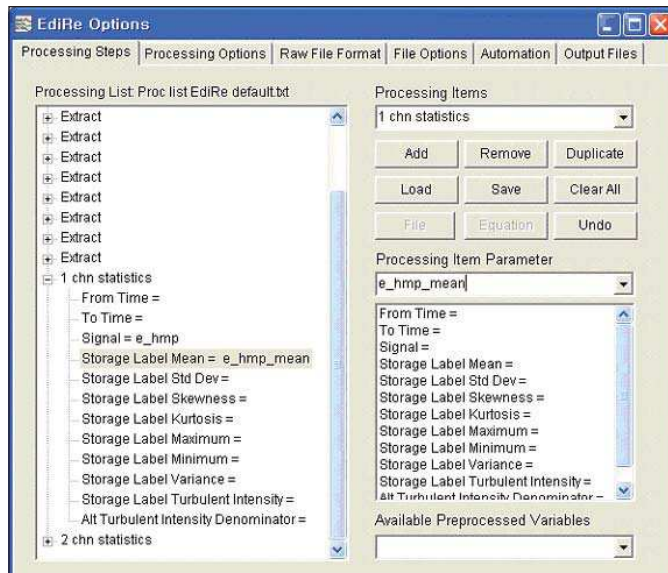 EdiRe Options
Processing Steps
Processing Options
Raw File Format
File Options
Automation
Output Files
Processing List: Proc list EdiRe default.txt
Extract
Extract
Extract
Extract
Extract
Extract
Extract
Extract
1 chn statistics
From Time =
To Time =
Signal = e_hmp
Storage Label Mean = e_hmp_mean
Storage Label Std Dev =
Storage Label Skewness =
Storage Label Kurtosis =
Storage Label Maximum =
Storage Label Minimum =
Storage Label Variance =
Storage Label Turbulent Intensity =
Alt Turbulent Intensity Denominator =
2 chn statistics
Processing Items
1 chn statistics
Add
Remove
Duplicate
Load
Save
Clear All
File
Equation
Undo
Processing Item Parameter
e_hmp_mean
From Time =
To Time =
Signal =
Storage Label Mean =
Storage Label Std Dev =
Storage Label Skewness =
Storage Label Kurtosis =
Storage Label Maximum =
Storage Label Minimum =
Storage Label Variance =
Storage Label Turbulent Intensity =
Alt Turbulent Intensity Denominator =
Available Preprocessed Variables